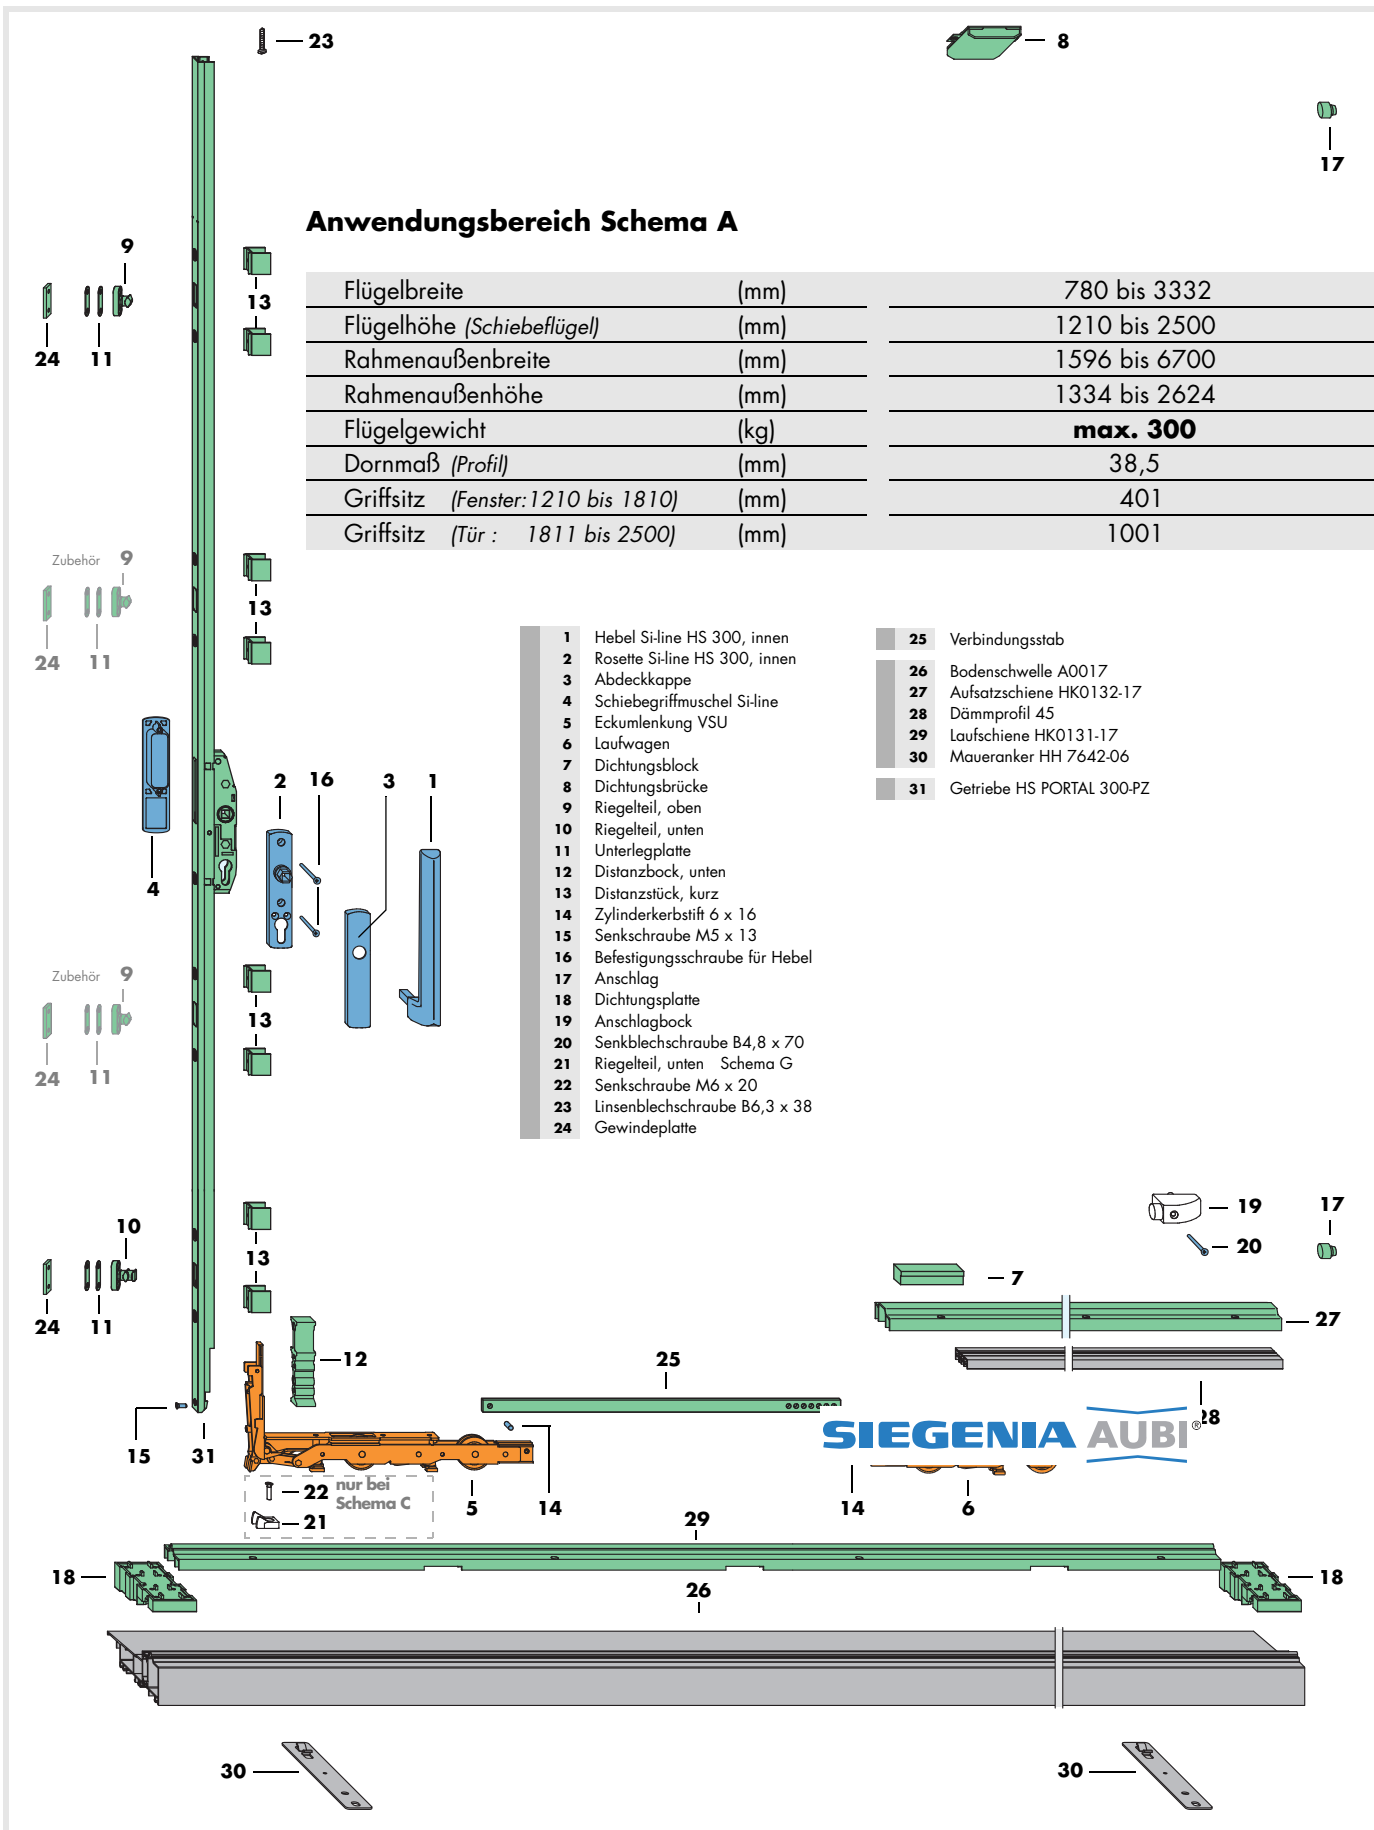 23
8
17
Anwendungsbereich Schema A
Flügelbreite (mm) 780 bis 3332
Flügelhöhe (Schiebeflügel) (mm) 1210 bis 2500
Rahmenaußenbreite (mm) 1596 bis 6700
Rahmenaußenhöhe (mm) 1334 bis 2624
Flügelgewicht (kg) max. 300
Dornmaß (Profil) (mm) 38,5
Griffsitz (Fenster: 1210 bis 1810) (mm) 401
Griffsitz (Tür : 1811 bis 2500) (mm) 1001
9
13
24 11
Zubehör 9
13
24 11
4
2 16 3 1
1 Hebel Si-line HS 300, innen
2 Rosette Si-line HS 300, innen
3 Abdeckkappe
4 Schiebegriffmuschel Si-line
5 Eckumlenkung VSU
6 Laufwagen
7 Dichtungsblock
8 Dichtungsbrücke
9 Riegelteil, oben
10 Riegelteil, unten
11 Unterlegplatte
12 Distanzbock, unten
13 Distanzstück, kurz
14 Zylinderkerbstift 6 x 16
15 Senkschraube M5 x 13
16 Befestigungsschraube für Hebel
17 Anschlag
18 Dichtungsplatte
19 Anschlagbock
20 Senkblechschraube B4,8 x 70
21 Riegelteil, unten Schema G
22 Senkschraube M6 x 20
23 Linsenblechschraube B6,3 x 38
24 Gewindeplatte
25 Verbindungsstab
26 Bodenschwelle A0017
27 Aufsatzschiene HK0132-17
28 Dämmprofil 45
29 Laufschiene HK0131-17
30 Maueranker HH 7642-06
31 Getriebe HS PORTAL 300-PZ
Zubehör 9
13
24 11
10
13
24 11
19 17
20
7
27
12
25
28
SIEGENIA AUBI®
15 31
22 nur bei
Schema C
21
5 14 14 6
29
18 18
26
30 30